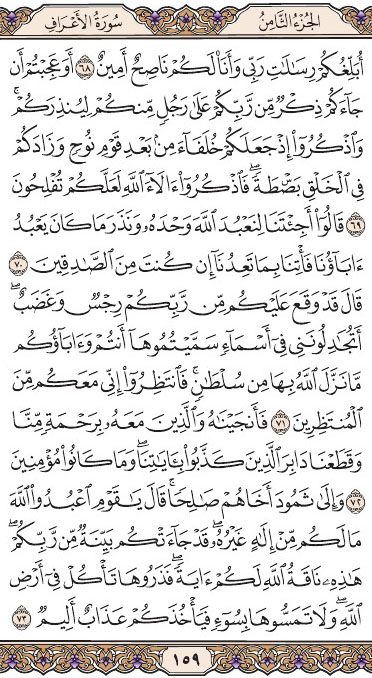 الجزء الثامن سورة الأعراف
أُبَلِّغُكُمْ رِسَٰلَٰتِ رَبِّي وَأَنَا۠ لَكُمْ نَاصِحٌ أَمِينٌ ٦٨ أَوَعَجِبْتُمْ أَن
جَآءَكُمْ ذِكْرٌ مِّن رَّبِّكُمْ عَلَىٰ رَجُلٍ مِّنكُمْ لِيُنذِرَكُمْ ۚ
وَٱذْكُرُوٓا۟ إِذْ جَعَلَكُمْ خُلَفَآءَ مِنۢ بَعْدِ قَوْمِ نُوحٍ وَزَادَكُمْ
فِي ٱلْخَلْقِ بَصْۜطَةً ۖ فَٱذْكُرُوٓا۟ ءَالَآءَ ٱللَّهِ لَعَلَّكُمْ تُفْلِحُونَ
٦٩ قَالُوٓا۟ أَجِئْتَنَا لِنَعْبُدَ ٱللَّهَ وَحْدَهُۥ وَنَذَرَ مَا كَانَ يَعْبُدُ
ءَابَآؤُنَا ۖ فَأْتِنَا بِمَا تَعِدُنَآ إِن كُنتَ مِنَ ٱلصَّٰدِقِينَ ٧٠
قَالَ قَدْ وَقَعَ عَلَيْكُم مِّن رَّبِّكُمْ رِجْسٌ وَغَضَبٌ ۖ
أَتُجَٰدِلُونَنِي فِيٓ أَسْمَآءٍ سَمَّيْتُمُوهَآ أَنتُمْ وَءَابَآؤُكُم
مَّا نَزَّلَ ٱللَّهُ بِهَا مِن سُلْطَٰنٍ ۚ فَٱنتَظِرُوٓا۟ إِنِّي مَعَكُم مِّنَ
ٱلْمُنتَظِرِينَ ٧١ فَأَنجَيْنَٰهُ وَٱلَّذِينَ مَعَهُۥ بِرَحْمَةٍ مِّنَّا
وَقَطَعْنَا دَابِرَ ٱلَّذِينَ كَذَّبُوا۟ بِـَٔايَٰتِنَا ۖ وَمَا كَانُوا۟ مُؤْمِنِينَ
٧٢ وَإِلَىٰ ثَمُودَ أَخَاهُمْ صَٰلِحًا ۗ قَالَ يَٰقَوْمِ ٱعْبُدُوا۟ ٱللَّهَ
مَا لَكُم مِّنْ إِلَٰهٍ غَيْرُهُۥ ۖ قَدْ جَآءَتْكُم بَيِّنَةٌ مِّن رَّبِّكُمْ ۖ
هَٰذِهِۦ نَاقَةُ ٱللَّهِ لَكُمْ ءَايَةً ۖ فَذَرُوهَا تَأْكُلْ فِيٓ أَرْضِ
ٱللَّهِ ۖ وَلَا تَمَسُّوهَا بِسُوٓءٍ فَيَأْخُذَكُمْ عَذَابٌ أَلِيمٌ ٧٣
١٥٩